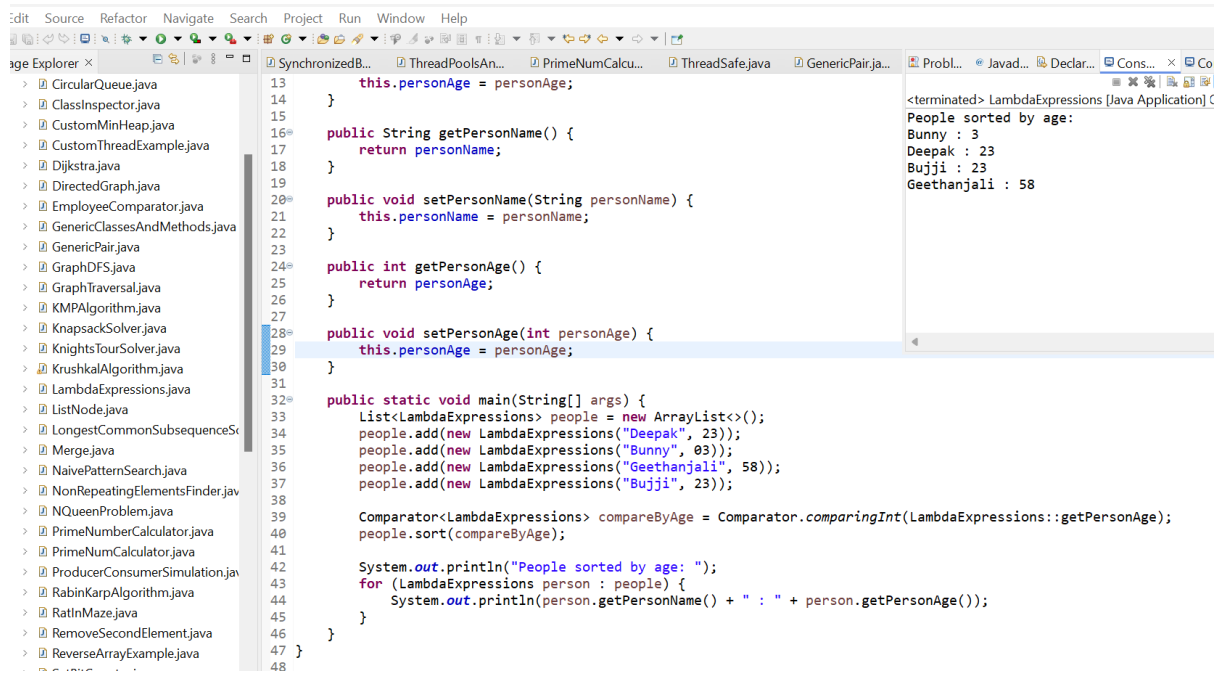 Edit Source Refactor Navigate Search Project Run Window Help
age Explorer ×
CircularQueue.java
ClassInspector.java
CustomMinHeap.java
CustomThreadExample.java
Dijkstra.java
DirectedGraph.java
EmployeeComparator.java
GenericClassesAndMethods.java
GenericPair.java
GraphDFS.java
GraphTraversal.java
KMPAlgorithm.java
KnapsackSolver.java
KnightsTourSolver.java
KrushkalAlgorithm.java
LambdaExpressions.java
ListNode.java
LongestCommonSubsequenceSo
Merge.java
NaivePatternSearch.java
NonRepeatingElementsFinder.jav
NQueenProblem.java
PrimeNumberCalculator.java
PrimeNumCalculator.java
ProducerConsumerSimulation.jav
RabinKarpAlgorithm.java
RatInMaze.java
RemoveSecondElement.java
ReverseArrayExample.java
SynchronizedB... ThreadPoolsAn... PrimeNumCalcu... ThreadSafe.java GenericPair.ja...
13 this.personAge = personAge;
14 }
15
16 public String getPersonName() {
17 return personName;
18 }
19
20 public void setPersonName(String personName) {
21 this.personName = personName;
22 }
23
24 public int getPersonAge() {
25 return personAge;
26 }
27
28 public void setPersonAge(int personAge) {
29 this.personAge = personAge;
30 }
31
32 public static void main(String[] args) {
33 List<LambdaExpressions> people = new ArrayList<>();
34 people.add(new LambdaExpressions("Deepak", 23));
35 people.add(new LambdaExpressions("Bunny", 03));
36 people.add(new LambdaExpressions("Geethanjali", 58));
37 people.add(new LambdaExpressions("Bujji", 23));
38
39 Comparator<LambdaExpressions> compareByAge = Comparator.comparingInt(LambdaExpressions::getPersonAge);
40 people.sort(compareByAge);
41
42 System.out.println("People sorted by age: ");
43 for (LambdaExpressions person : people) {
44 System.out.println(person.getPersonName() + " : " + person.getPersonAge());
45 }
46 }
47 }
48
Probl... Javad... Declar... Cons... × Co
<terminated> LambdaExpressions [Java Application]
People sorted by age:
Bunny : 3
Deepak : 23
Bujji : 23
Geethanjali : 58